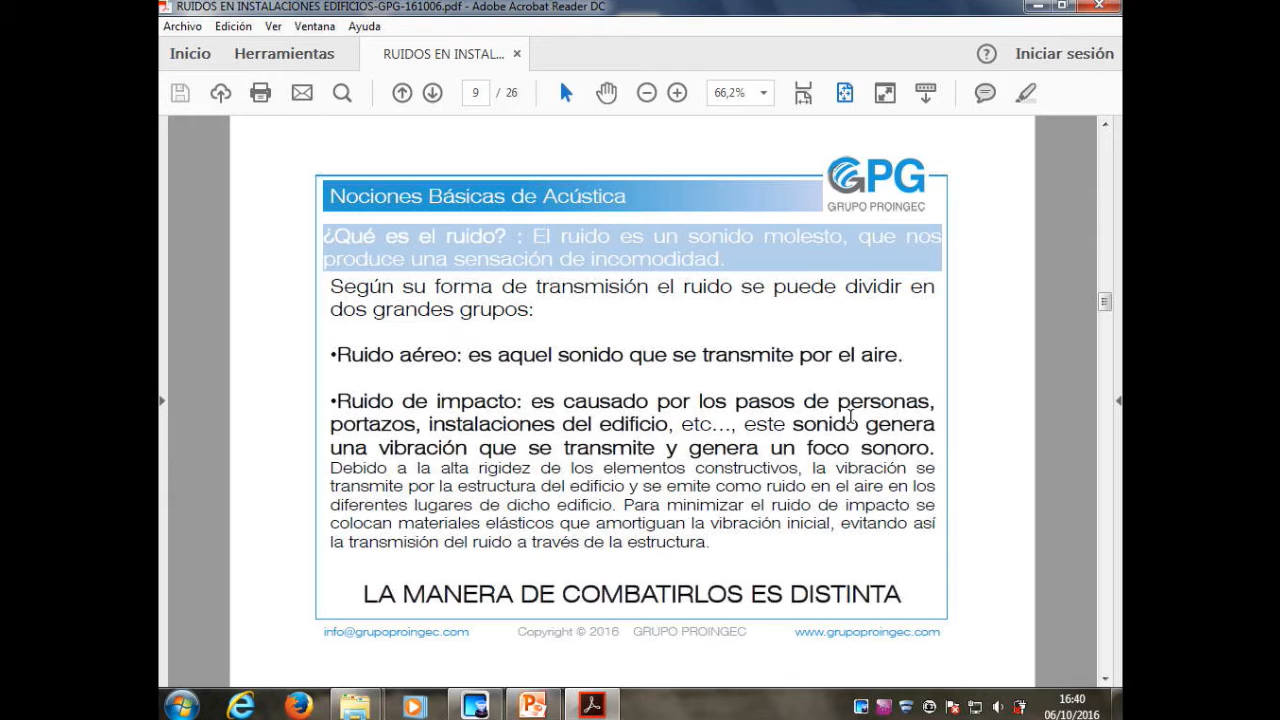 RUIDOS EN INSTALACIONES EDIFICIOS-GPG-161006.pdf - Adobe Acrobat Reader DC
Archivo Edición Ver Ventana Ayuda
Inicio Herramientas RUIDOS EN INSTAL... × Iniciar sesión
9 / 26 66,2%
GPG
GRUPO PROINGEC
Nociones Básicas de Acústica
¿Qué es el ruido? : El ruido es un sonido molesto, que nos
produce una sensación de incomodidad.
Según su forma de transmisión el ruido se puede dividir en
dos grandes grupos:
•Ruido aéreo: es aquel sonido que se transmite por el aire.
•Ruido de impacto: es causado por los pasos de personas,
portazos, instalaciones del edificio, etc..., este sonido genera
una vibración que se transmite y genera un foco sonoro.
Debido a la alta rigidez de los elementos constructivos, la vibración se
transmite por la estructura del edificio y se emite como ruido en el aire en los
diferentes lugares de dicho edificio. Para minimizar el ruido de impacto se
colocan materiales elásticos que amortiguan la vibración inicial, evitando así
la transmisión del ruido a través de la estructura.
LA MANERA DE COMBATIRLOS ES DISTINTA
info@grupoproingec.com Copyright © 2016 GRUPO PROINGEC www.grupoproingec.com
16:40
06/10/2016